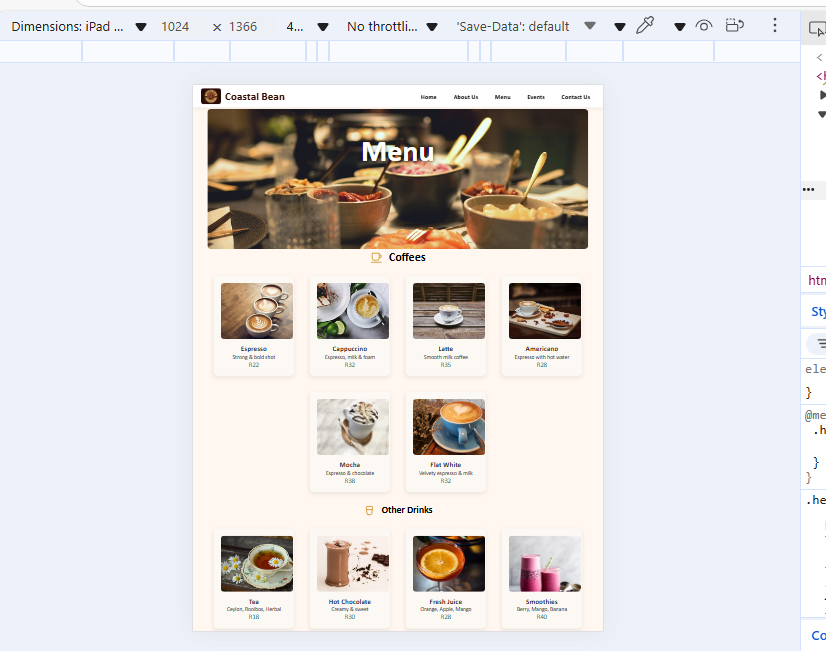 Dimensions: iPad ... 1024 × 1366 4... No throttli... 'Save-Data': default
Coastal Bean
Home About Us Menu Events Contact Us
Menu
Coffees
Espresso Cappuccino Latte Americano
Strong & bold shot Espresso, milk & foam Smooth milk coffee Espresso with hot water
R22 R32 R35 R28
Mocha Flat White
Espresso & chocolate Velvety espresso & milk
R38 R32
Other Drinks
Tea Hot Chocolate Fresh Juice Smoothies
Ceylon, Rooibos, Herbal Creamy & sweet Orange, Apple, Mango Berry, Mango, Banana
R18 R30 R28 R40
<
<h
...
htn
Sty
ele
}
@me
.h
}
}
.he
Co